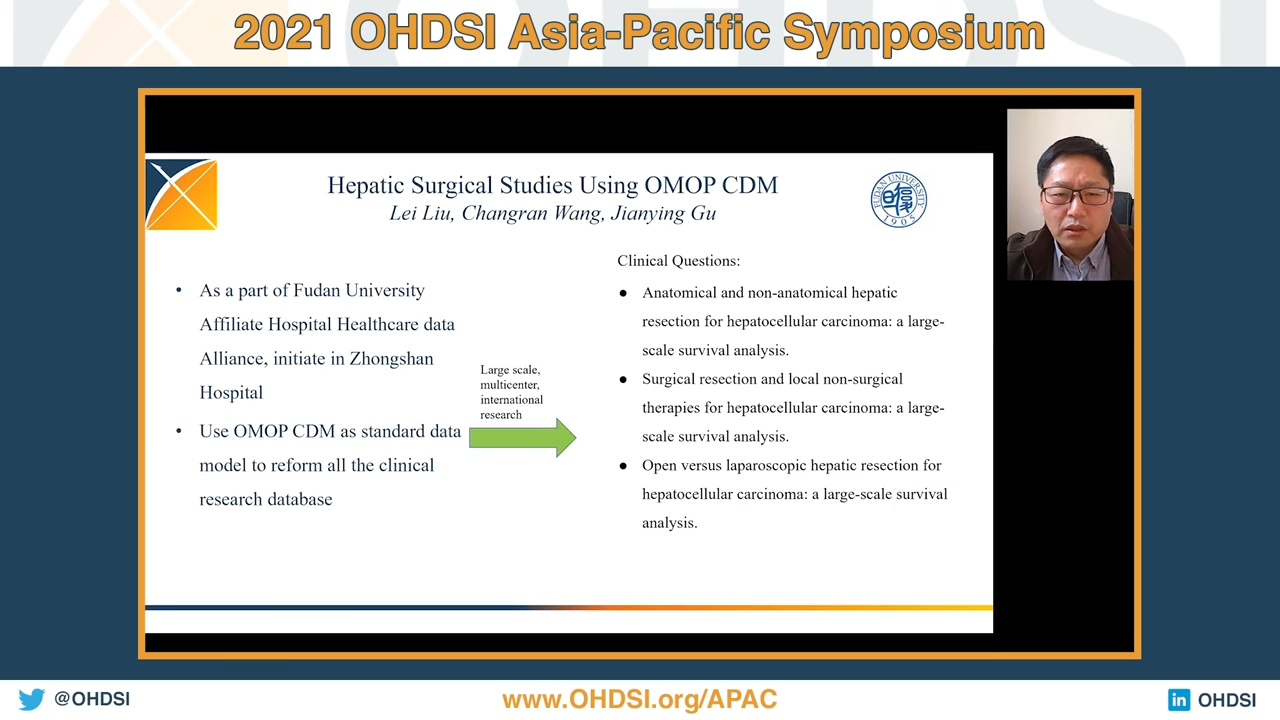 2021 OHDSI Asia-Pacific Symposium
Hepatic Surgical Studies Using OMOP CDM
Lei Liu, Changran Wang, Jianying Gu
UDAN UNIVERSITY
1905
• As a part of Fudan University
Affiliate Hospital Healthcare data
Alliance, initiate in Zhongshan
Hospital
• Use OMOP CDM as standard data
model to reform all the clinical
research database
Large scale,
multicenter,
international
research
Clinical Questions:
● Anatomical and non-anatomical hepatic
resection for hepatocellular carcinoma: a large-
scale survival analysis.
● Surgical resection and local non-surgical
therapies for hepatocellular carcinoma: a large-
scale survival analysis.
● Open versus laparoscopic hepatic resection for
hepatocellular carcinoma: a large-scale survival
analysis.
@OHDSI
www.OHDSI.org/APAC
in OHDSI